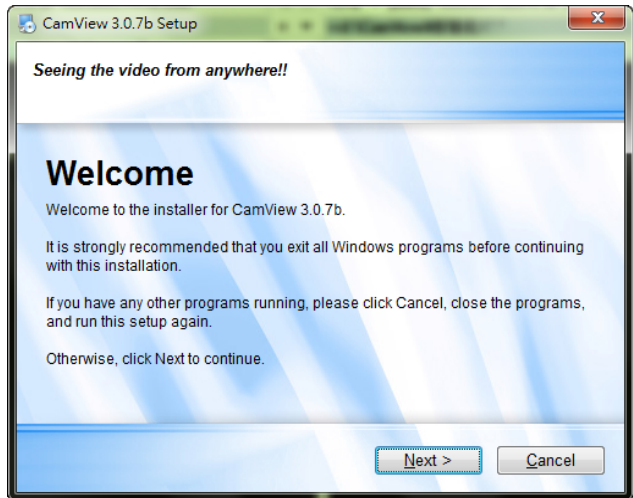 CamView 3.0.7b Setup
Seeing the video from anywhere!!
Welcome
Welcome to the installer for CamView 3.0.7b.
It is strongly recommended that you exit all Windows programs before continuing
with this installation.
If you have any other programs running, please click Cancel, close the programs,
and run this setup again.
Otherwise, click Next to continue.
Next >
Cancel